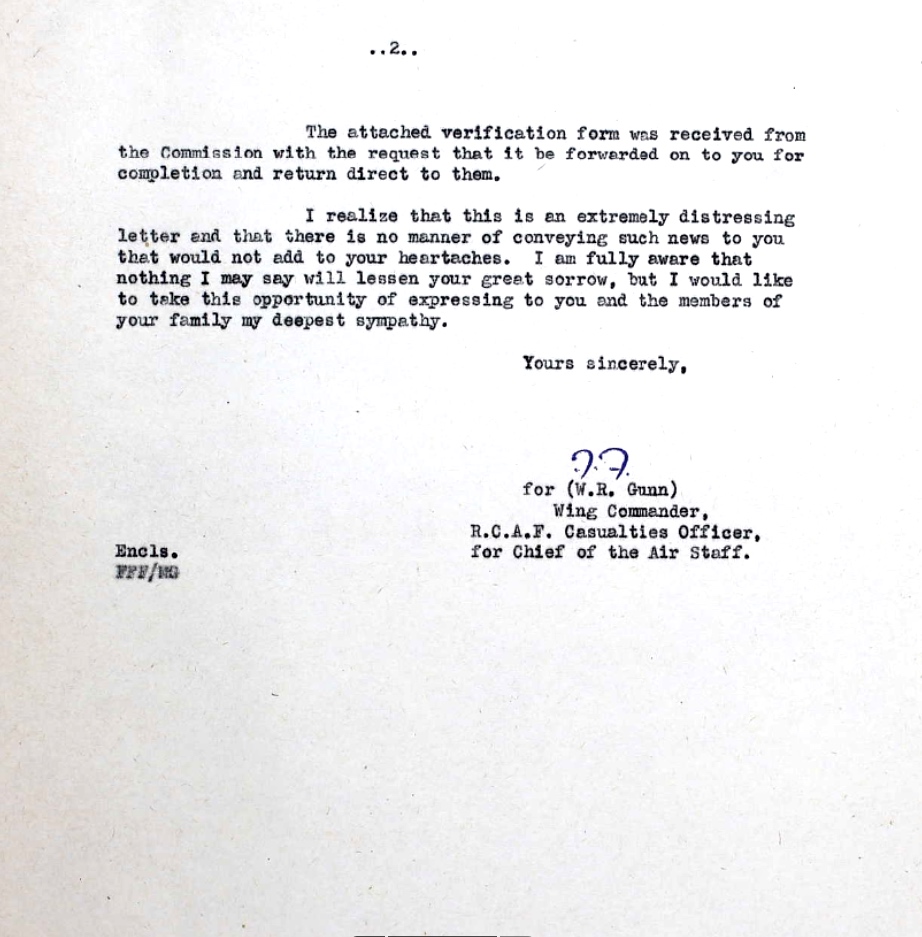 ..2..
The attached verification form was received from
the Commission with the request that it be forwarded on to you for
completion and return direct to them.
I realize that this is an extremely distressing
letter and that there is no manner of conveying such news to you
that would not add to your heartaches. I am fully aware that
nothing I may say will lessen your great sorrow, but I would like
to take this opportunity of expressing to you and the members of
your family my deepest sympathy.
Yours sincerely,
for (W.R. Gunn)
Wing Commander,
R.C.A.F. Casualties Officer,
Encls.
for Chief of the Air Staff.